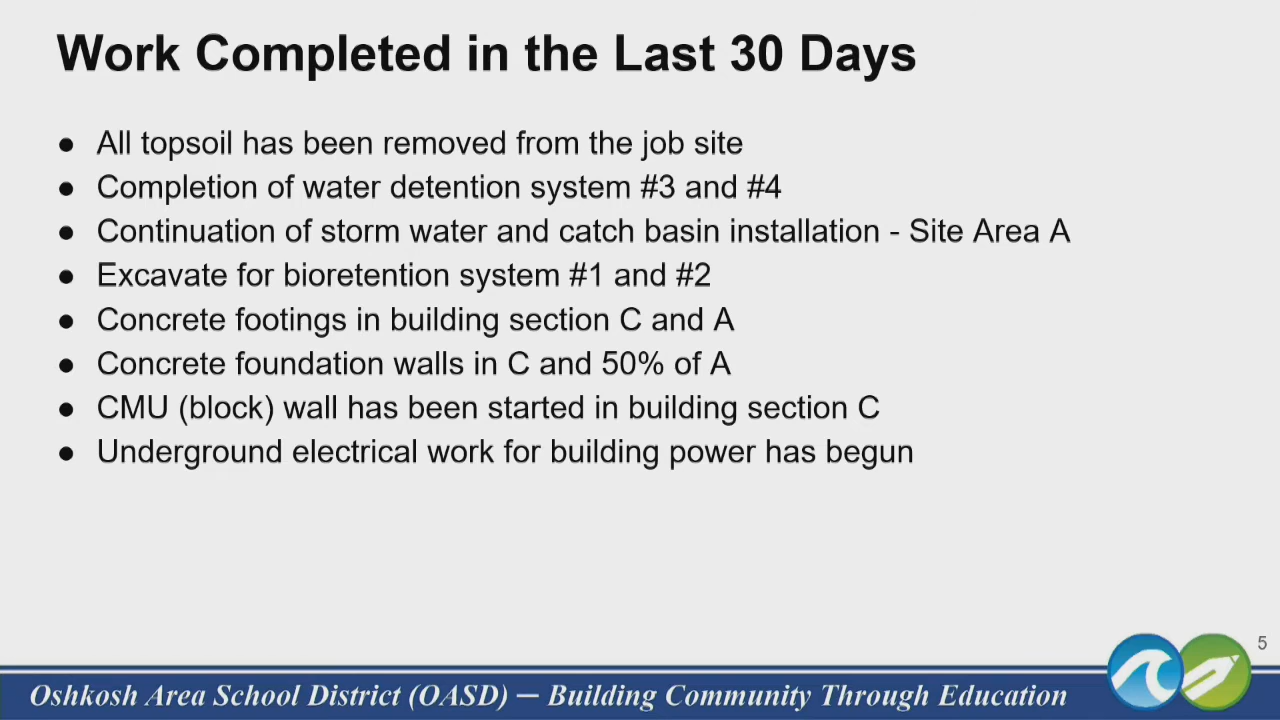 Work Completed in the Last 30 Days
● All topsoil has been removed from the job site
● Completion of water detention system #3 and #4
● Continuation of storm water and catch basin installation - Site Area A
● Excavate for bioretention system #1 and #2
● Concrete footings in building section C and A
● Concrete foundation walls in C and 50% of A
● CMU (block) wall has been started in building section C
● Underground electrical work for building power has begun
5
Oshkosh Area School District (OASD) — Building Community Through Education